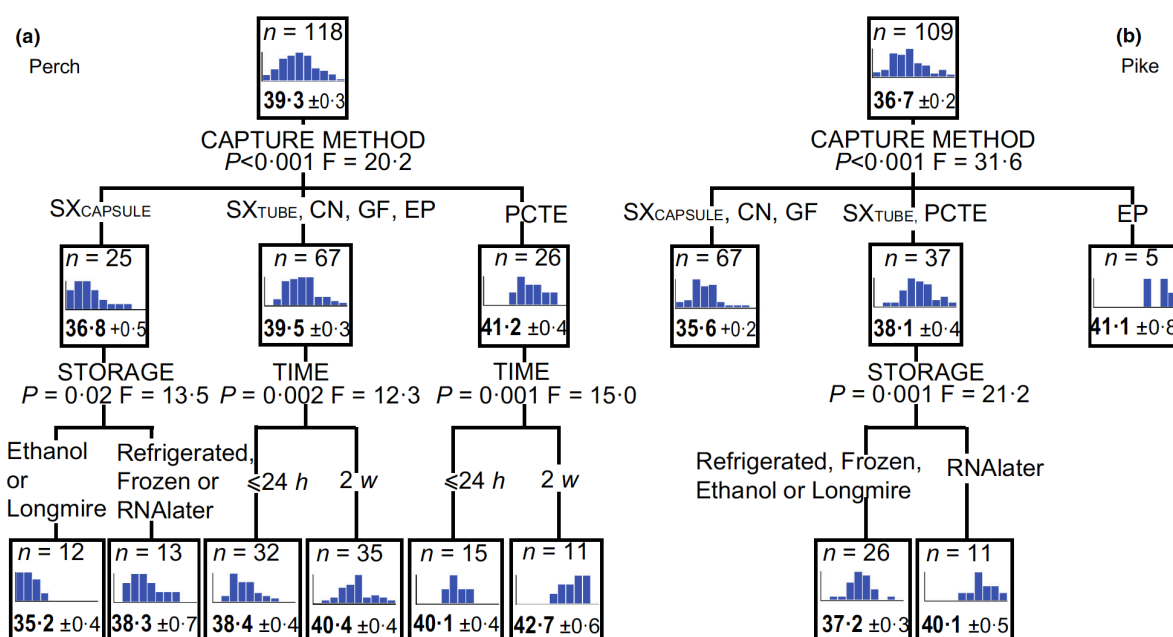 (a)
Perch
n = 118
39·3 ±0·3
CAPTURE METHOD
P<0·001 F = 20·2
SXCAPSULE
SXTUBE, CN, GF, EP
PCTE
n = 25
36·8 +0·5
n = 67
39·5 ±0·3
n = 26
41·2 ±0·4
STORAGE
P = 0·02 F = 13·5
TIME
P = 0·002 F = 12·3
TIME
P = 0·001 F = 15·0
Ethanol
or
Longmire
Refrigerated,
Frozen or
RNAlater
⩽24 h
2 w
⩽24 h
2 w
n = 12
35·2 ±0·4
n = 13
38·3 ±0·7
n = 32
38·4 ±0·4
n = 35
40·4 ±0·4
n = 15
40·1 ±0·4
n = 11
42·7 ±0·6
(b)
Pike
n = 109
36·7 ±0·2
CAPTURE METHOD
P<0·001 F = 31·6
SXCAPSULE, CN, GF
SXTUBE, PCTE
EP
n = 67
35·6 +0·2
n = 37
38·1 ±0·4
n = 5
41·1 ±0·8
STORAGE
P = 0·001 F = 21·2
Refrigerated, Frozen,
Ethanol or Longmire
RNAlater
n = 26
37·2 ±0·3
n = 11
40·1 ±0·5